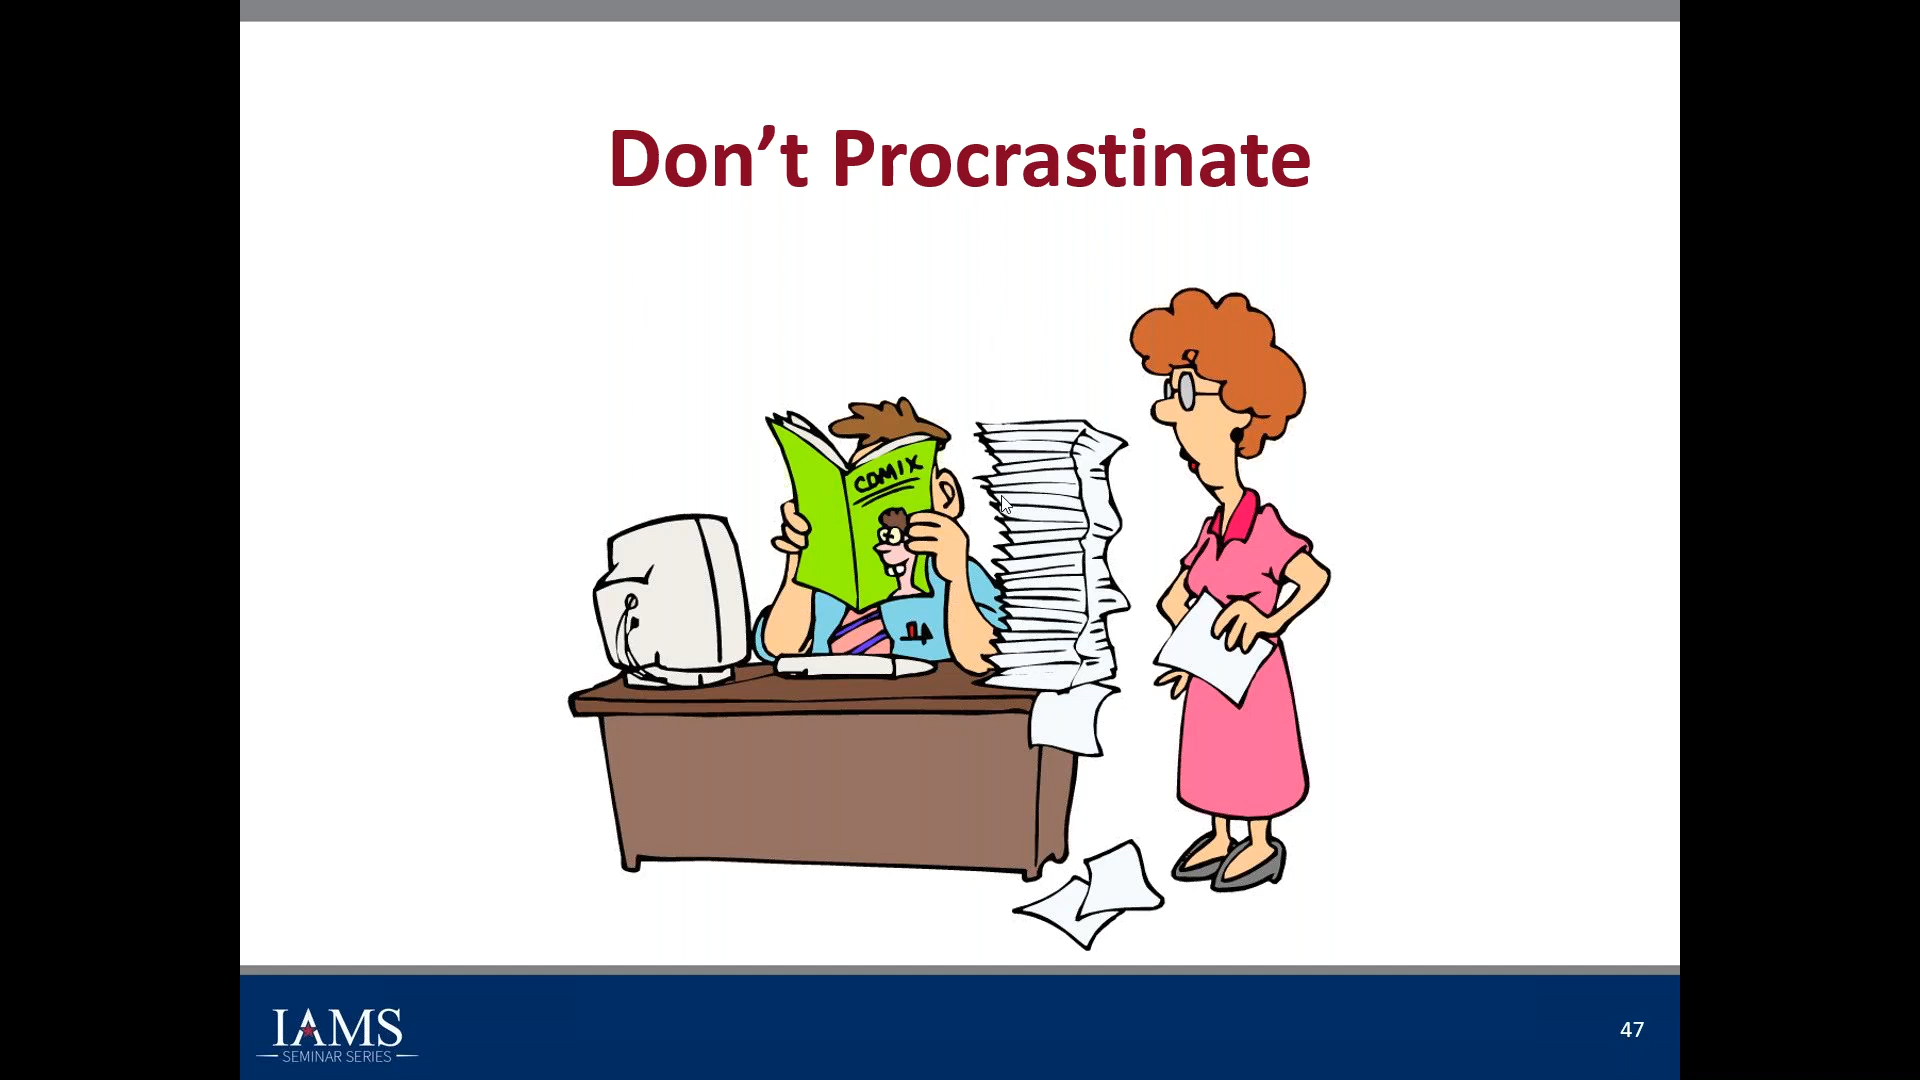 Don’t Procrastinate
COMIX
IAMS
SEMINAR SERIES
47